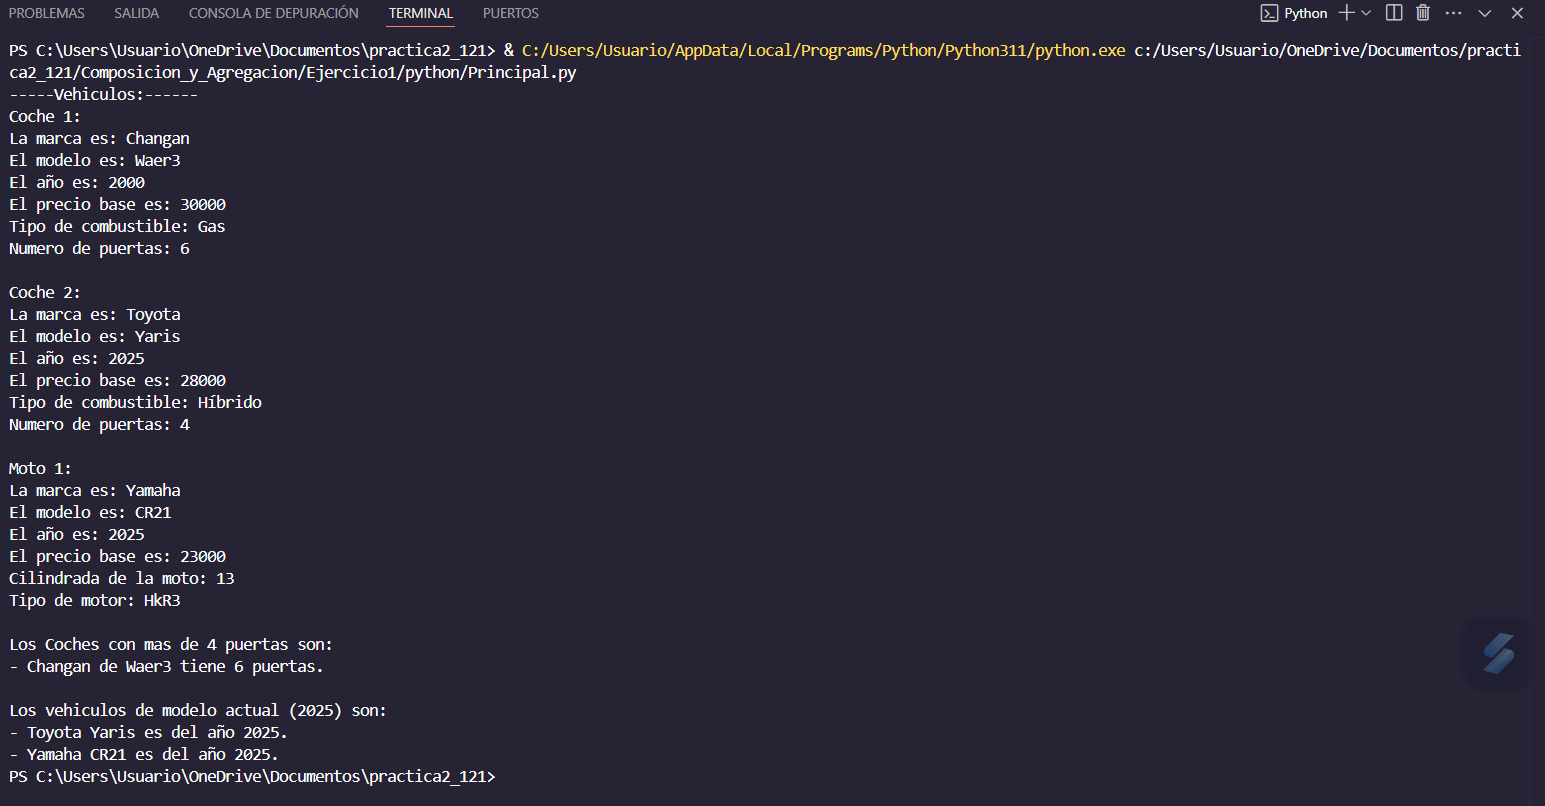 PROBLEMAS SALIDA CONSOLA DE DEPURACIÓN TERMINAL PUERTOS Python
PS C:\Users\Usuario\OneDrive\Documentos\practica2_121> & C:/Users/Usuario/AppData/Local/Programs/Python/Python311/python.exe c:/Users/Usuario/OneDrive/Documentos/practi
ca2_121/Composicion_y_Agregacion/Ejercicio1/python/Principal.py
-----Vehiculos:------
Coche 1:
La marca es: Changan
El modelo es: Waer3
El año es: 2000
El precio base es: 30000
Tipo de combustible: Gas
Numero de puertas: 6

Coche 2:
La marca es: Toyota
El modelo es: Yaris
El año es: 2025
El precio base es: 28000
Tipo de combustible: Híbrido
Numero de puertas: 4

Moto 1:
La marca es: Yamaha
El modelo es: CR21
El año es: 2025
El precio base es: 23000
Cilindrada de la moto: 13
Tipo de motor: HkR3

Los Coches con mas de 4 puertas son:
- Changan de Waer3 tiene 6 puertas.

Los vehiculos de modelo actual (2025) son:
- Toyota Yaris es del año 2025.
- Yamaha CR21 es del año 2025.
PS C:\Users\Usuario\OneDrive\Documentos\practica2_121>